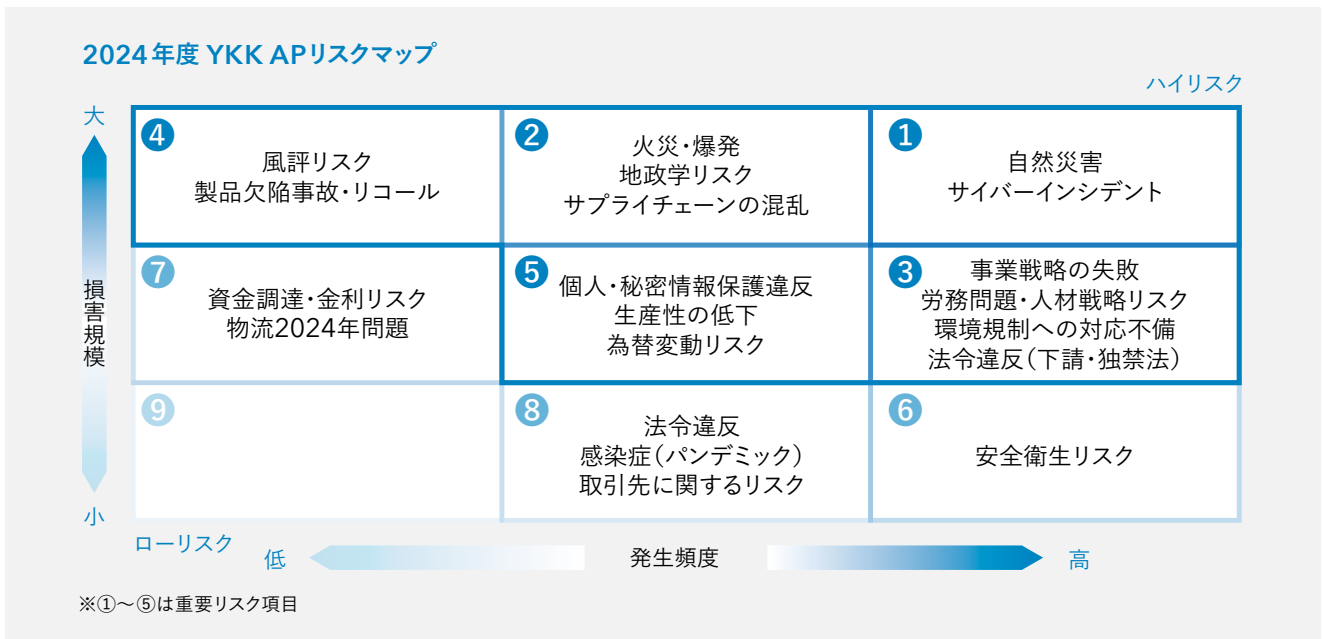 2024年度 YKK APリスクマップ
ハイリスク
大
損害規模
小
❹
風評リスク
製品欠陥事故・リコール
❷
火災・爆発
地政学リスク
サプライチェーンの混乱
❶
自然災害
サイバーインシデント
❼
資金調達・金利リスク
物流2024年問題
❺
個人・秘密情報保護違反
生産性の低下
為替変動リスク
❸
事業戦略の失敗
労務問題・人材戦略リスク
環境規制への対応不備
法令違反(下請・独禁法)
❾
❽
法令違反
感染症(パンデミック)
取引先に関するリスク
❻
安全衛生リスク
ローリスク
低
発生頻度
高
※①～⑤は重要リスク項目